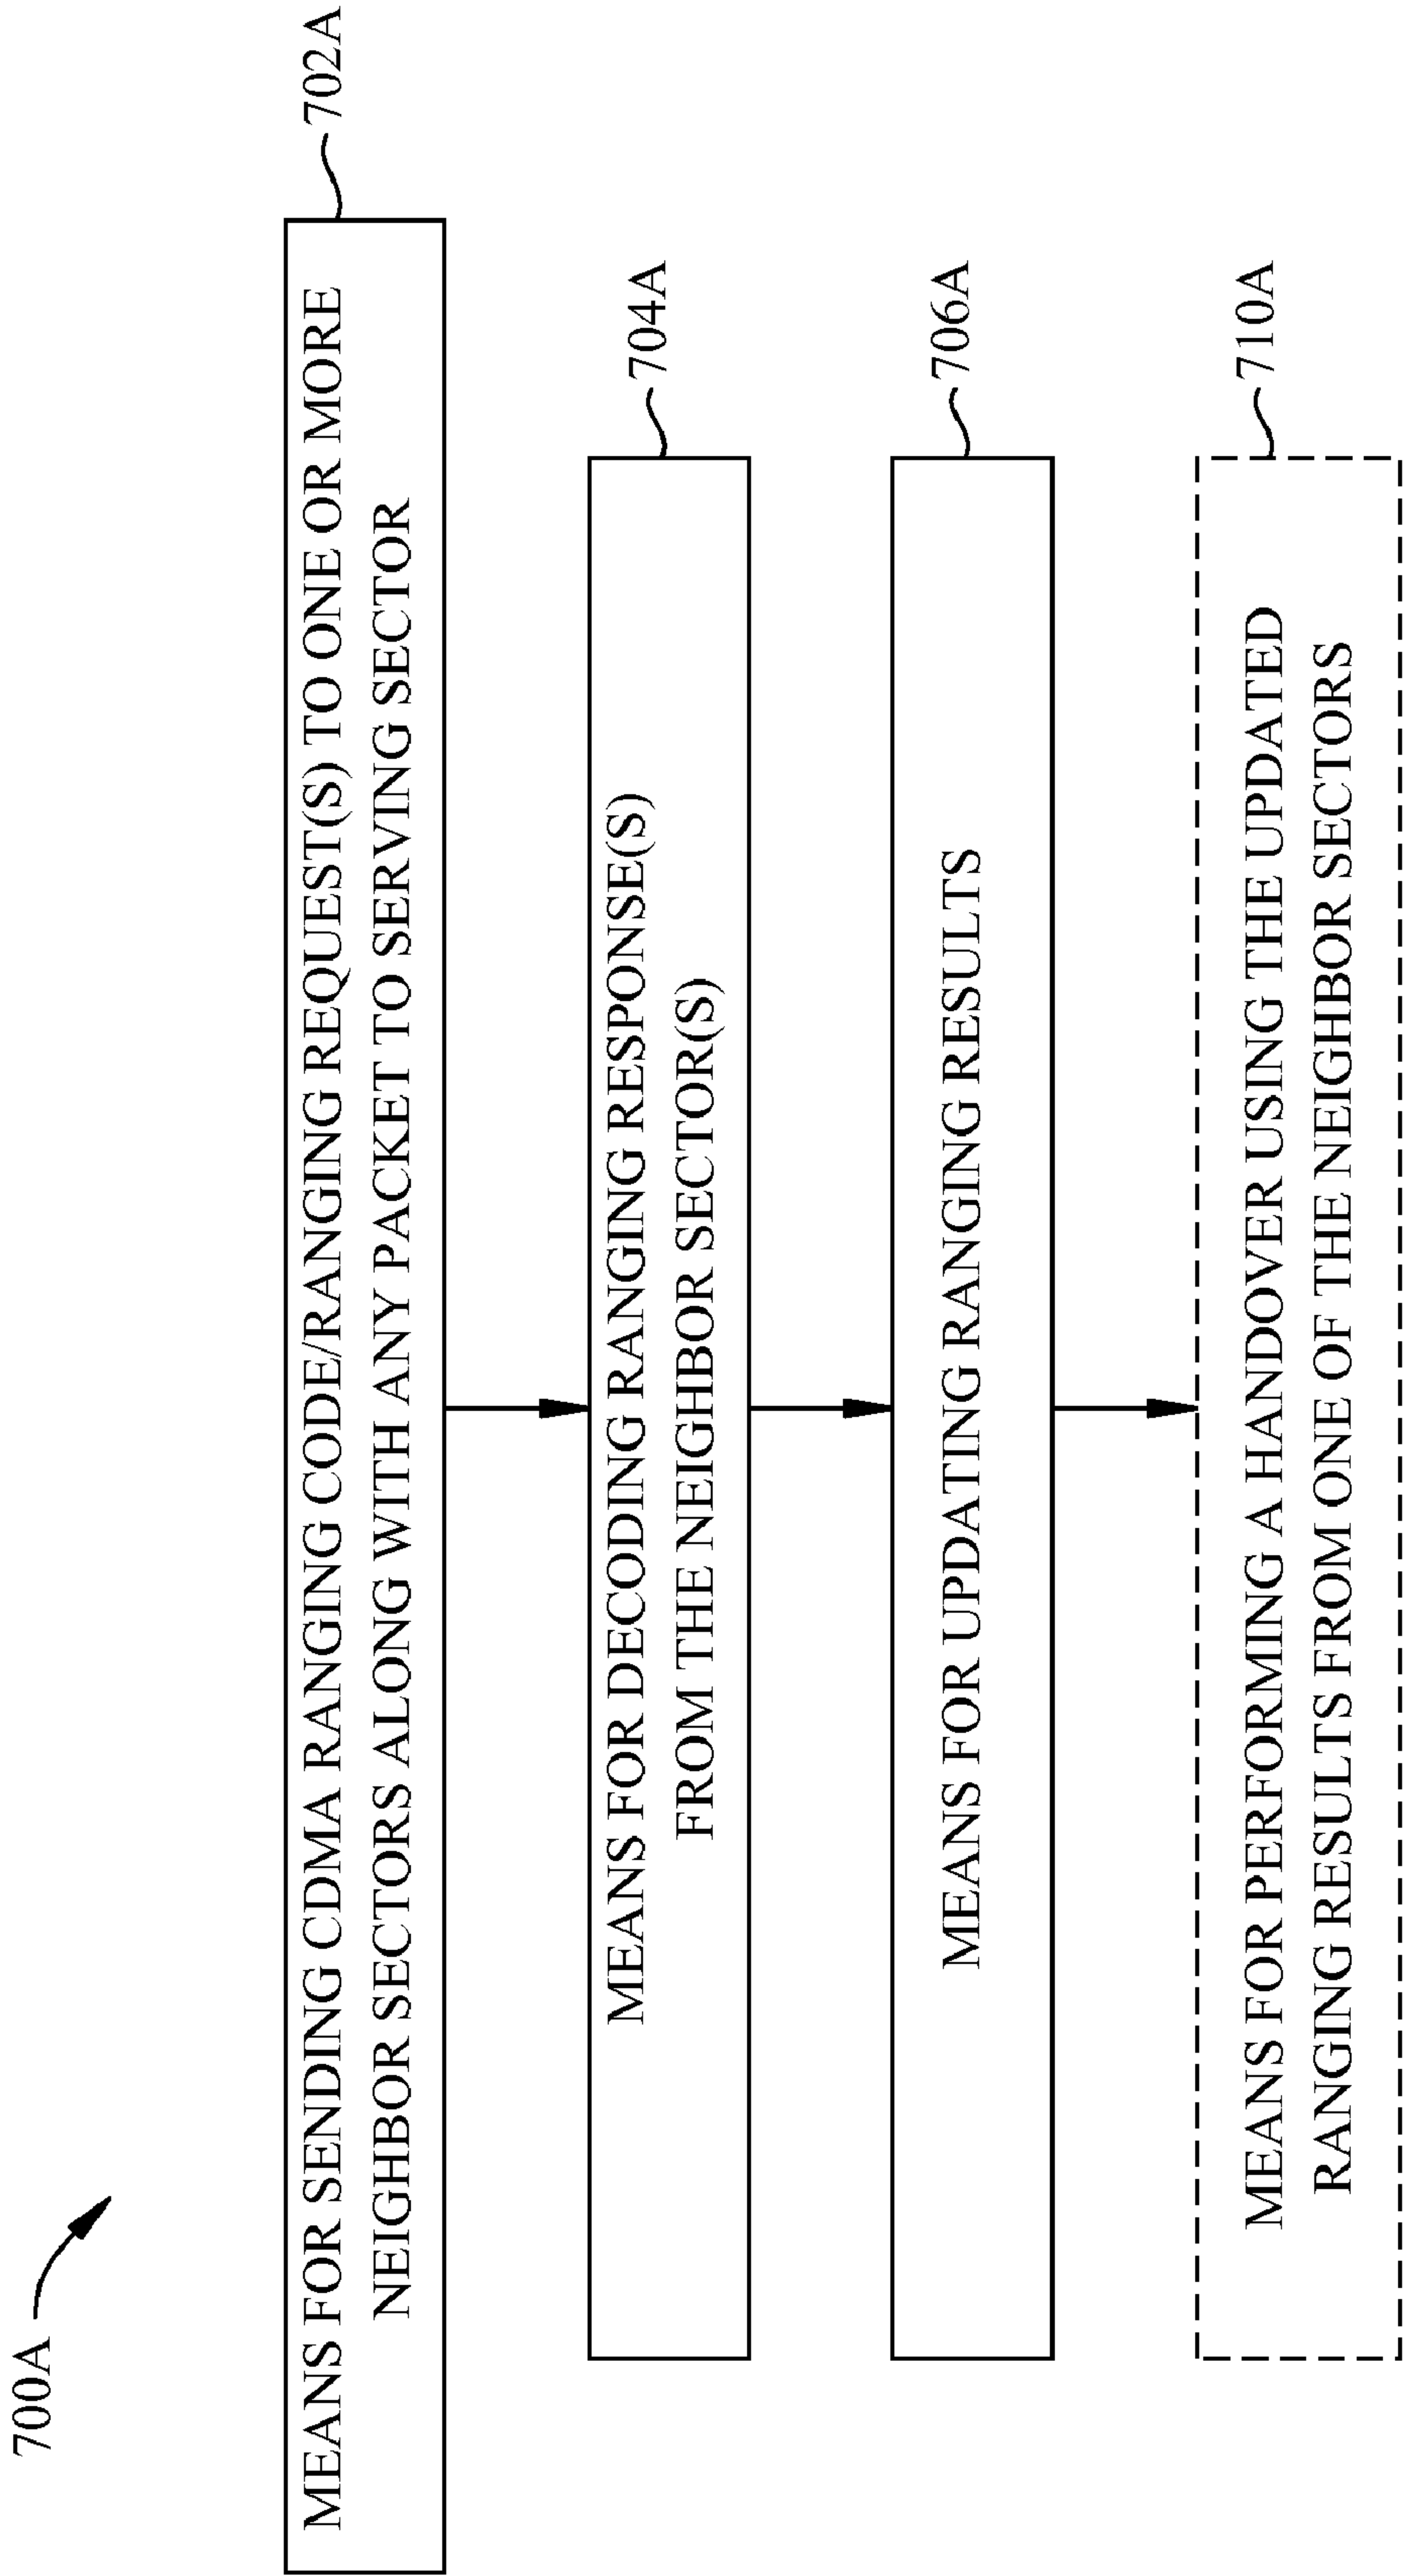 700A
702A
MEANS FOR SENDING CDMA RANGING CODE/RANGING REQUEST(S) TO ONE OR MORE
NEIGHBOR SECTORS ALONG WITH ANY PACKET TO SERVING SECTOR
704A
MEANS FOR DECODING RANGING RESPONSE(S)
FROM THE NEIGHBOR SECTOR(S)
706A
MEANS FOR UPDATING RANGING RESULTS
710A
MEANS FOR PERFORMING A HANDOVER USING THE UPDATED
RANGING RESULTS FROM ONE OF THE NEIGHBOR SECTORS